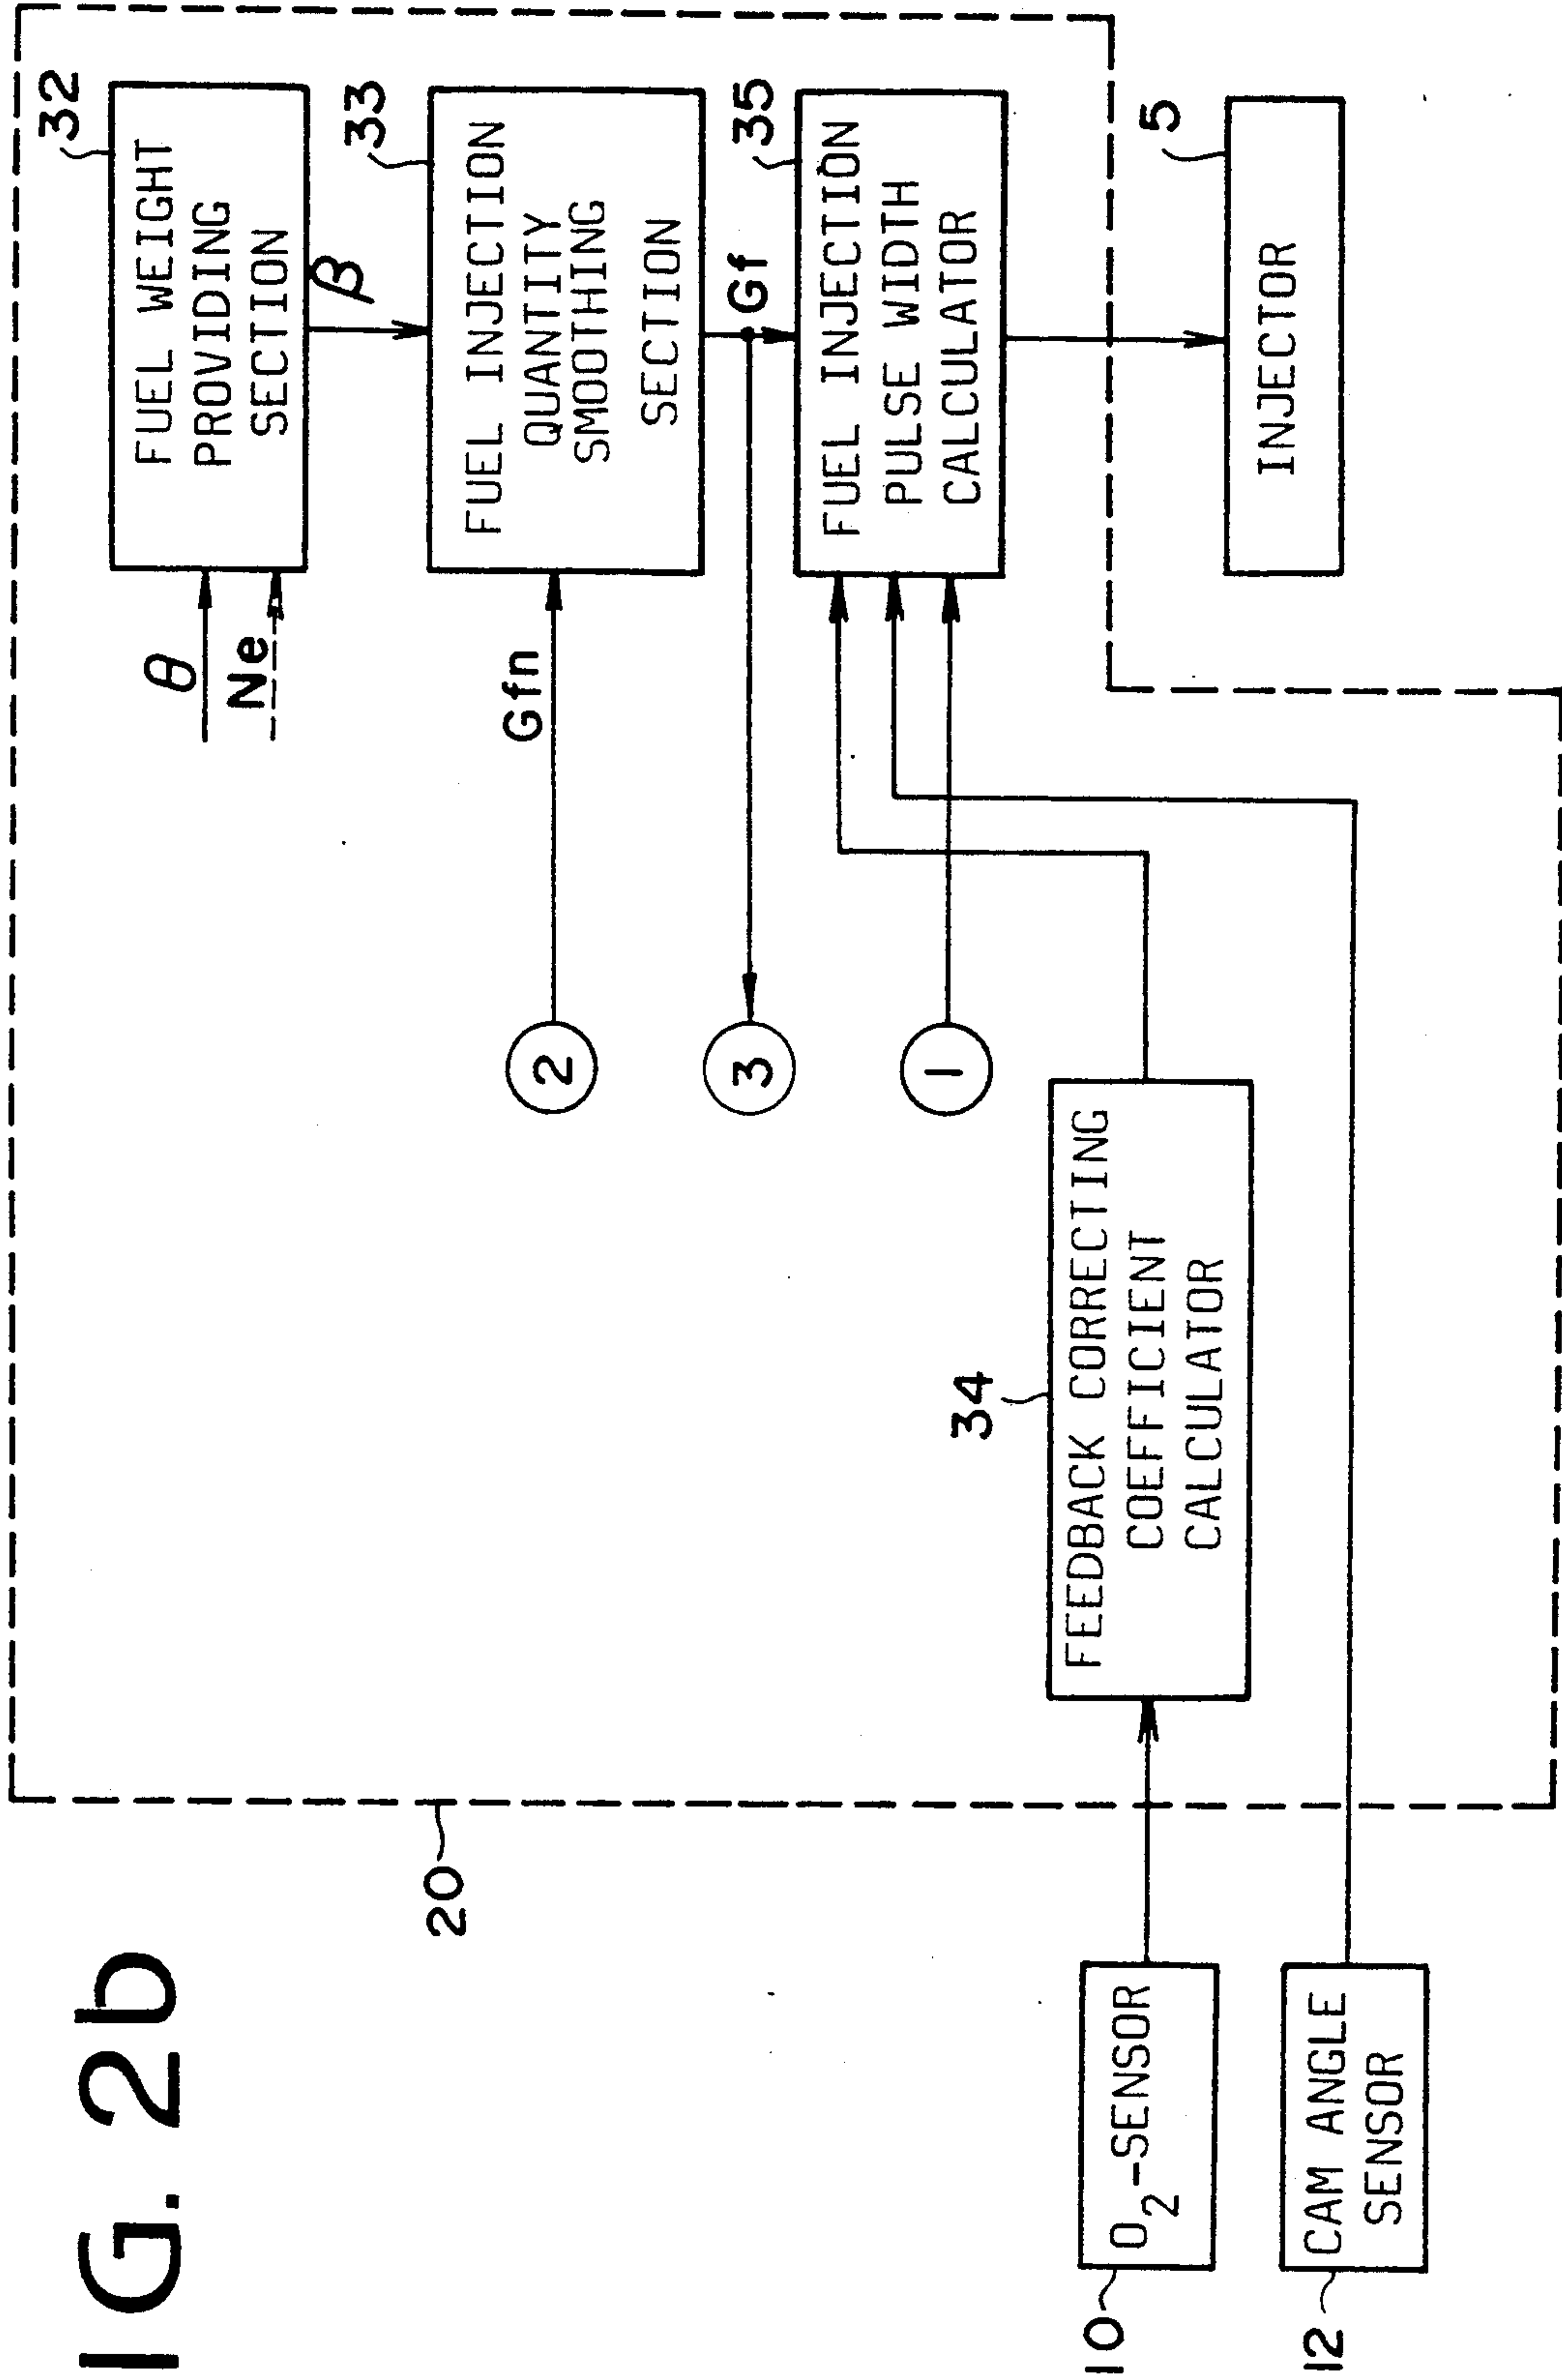 IG. 2b
20
32
FUEL WEIGHT
PROVIDING
SECTION
θ
Ne
β
33
FUEL INJECTION
QUANTITY
SMOOTHING
SECTION
Gfn
2
Gf
3
35
FUEL INJECTION
PULSE WIDTH
CALCULATOR
1
5
INJECTOR
34
FEEDBACK CORRECTING
COEFFICIENT
CALCULATOR
10
O2-SENSOR
12
CAM ANGLE
SENSOR